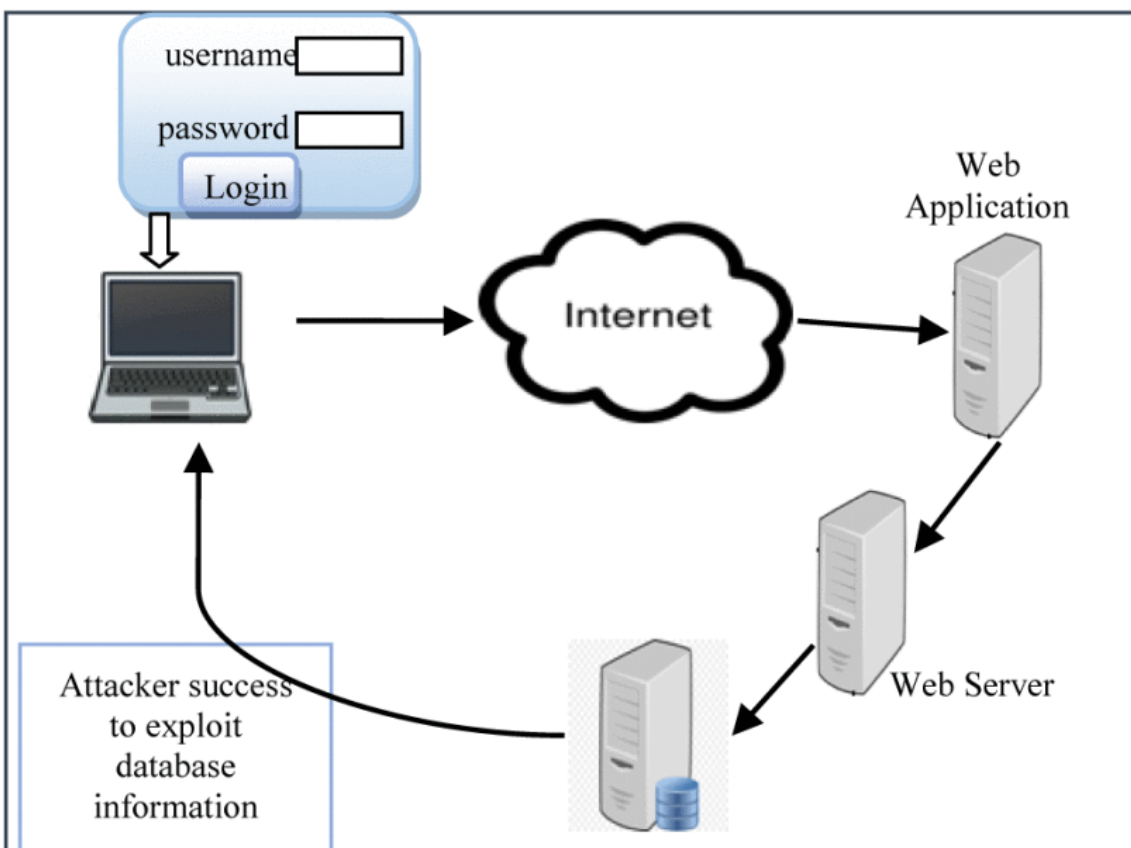 username
password
Login
Web
Application
Internet
Web Server
Attacker success
to exploit
database
information